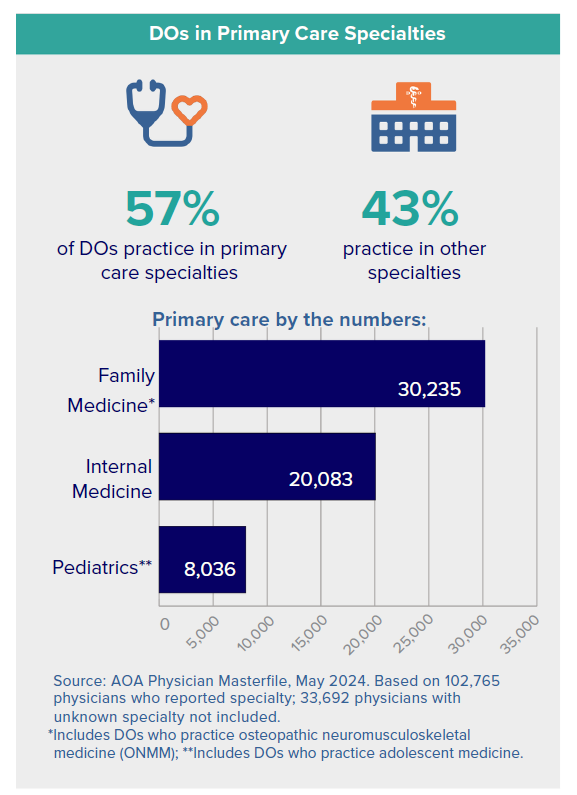 DOs in Primary Care Specialties
57%
of DOs practice in primary
care specialties
43%
practice in other
specialties
Primary care by the numbers:
Family
Medicine*
30,235
Internal
Medicine
20,083
Pediatrics**
8,036
0
5,000
10,000
15,000
20,000
25,000
30,000
35,000
Source: AOA Physician Masterfile, May 2024. Based on 102,765
physicians who reported specialty; 33,692 physicians with
unknown specialty not included.
*Includes DOs who practice osteopathic neuromusculoskeletal
medicine (ONMM); **Includes DOs who practice adolescent medicine.